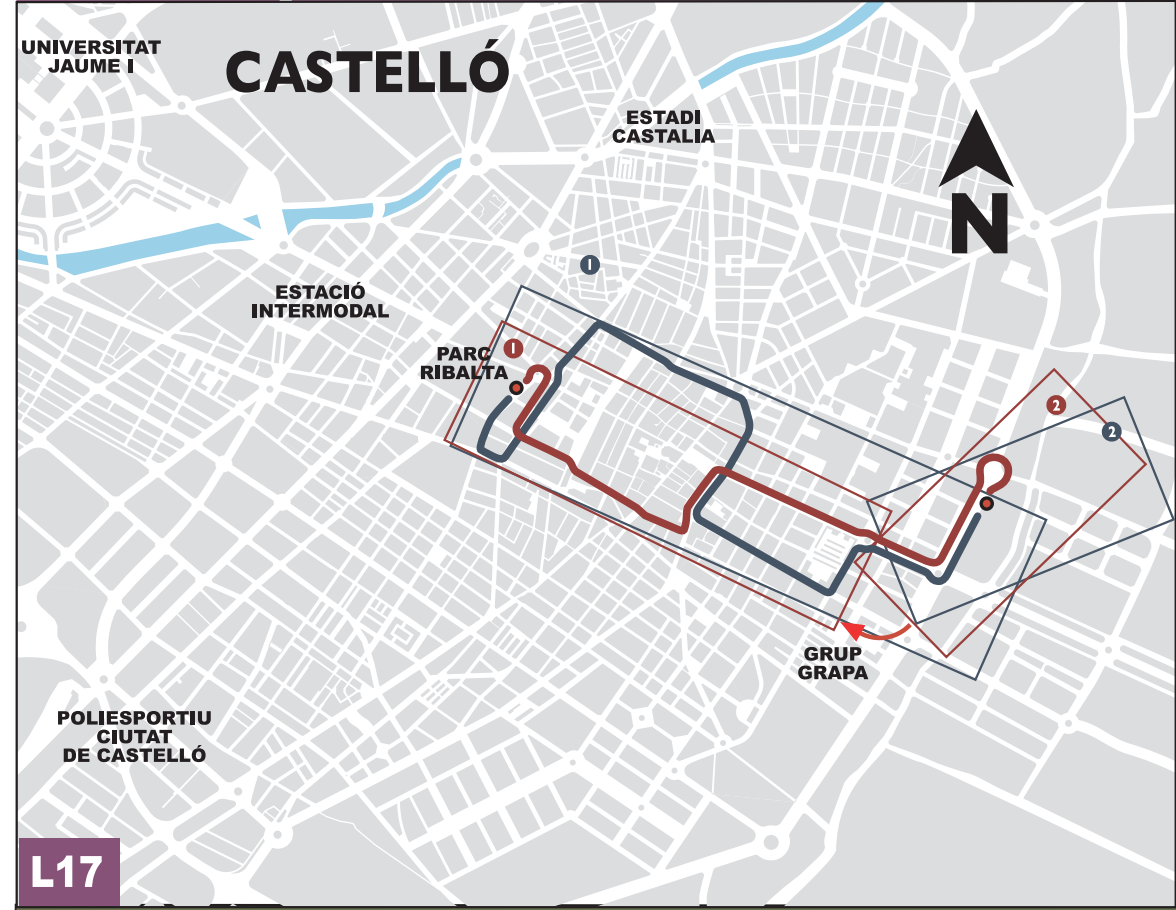 UNIVERSITAT
JAUME I
CASTELLÓ
ESTADI
CASTALIA
N
1
ESTACIÓ
INTERMODAL
PARC
RIBALTA
1
2
2
GRUP
GRAPA
POLIESPORTIU
CIUTAT
DE CASTELLÓ
L17